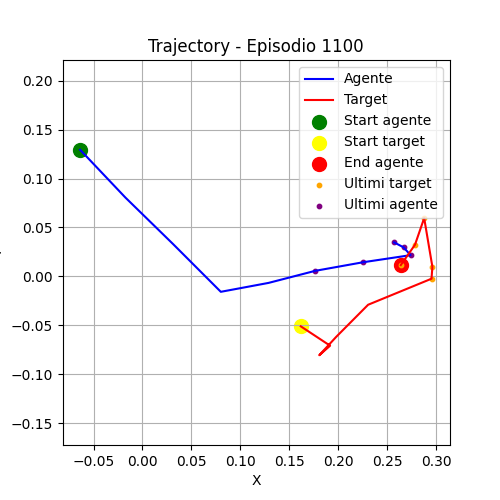 Trajectory - Episodio 1100
Agente
Target
Start agente
Start target
End agente
Ultimi target
Ultimi agente
0.20
0.15
0.10
0.05
0.00
−0.05
−0.10
−0.15
−0.05
0.00
0.05
0.10
0.15
0.20
0.25
0.30
X